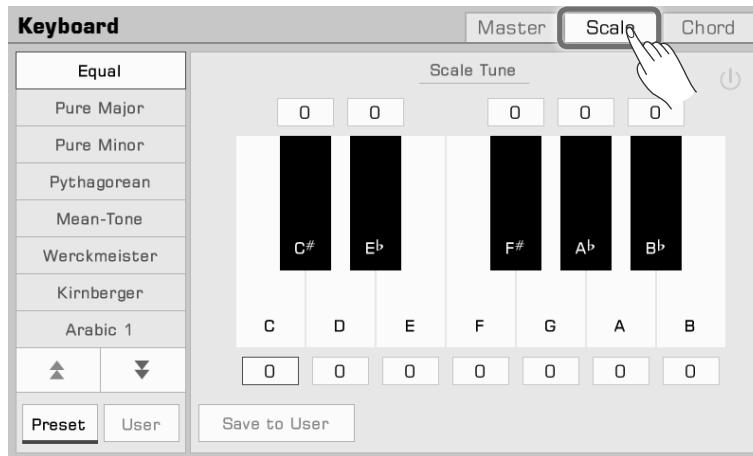 Keyboard Master Scale Chord
Equal
Pure Major
Pure Minor
Pythagorean
Mean-Tone
Werckmeister
Kirnberger
Arabic 1
Preset User
Scale Tune
0 0 0 0 0
C# E♭ F# A♭ B♭
C D E F G A B
0 0 0 0 0 0 0
Save to User